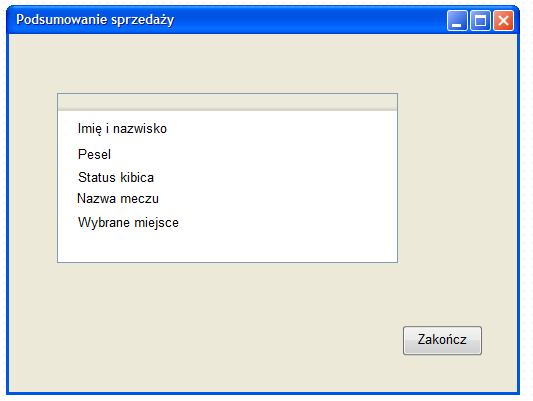 Podsumowanie sprzedaży
Imię i nazwisko
Pesel
Status kibica
Nazwa meczu
Wybrane miejsce
Zakończ